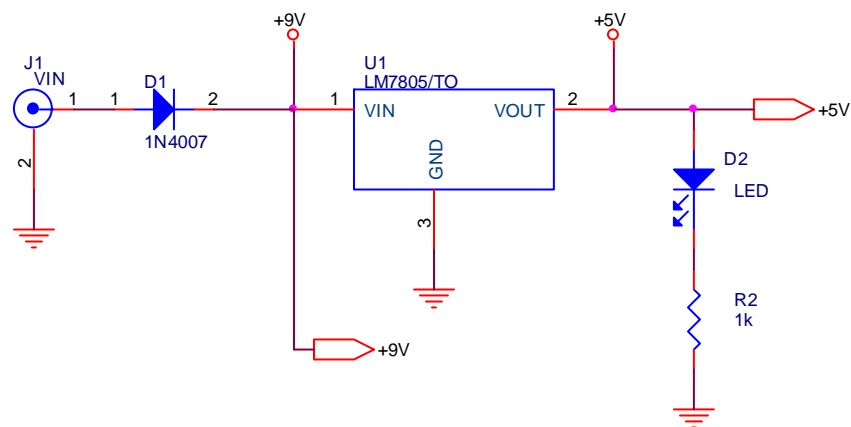 +9V
+5V
J1
VIN
D1
U1
LM7805/TO
1
1
2
1
VIN
VOUT
2
+5V
1N4007
2
GND
3
D2
LED
R2
1k
+9V